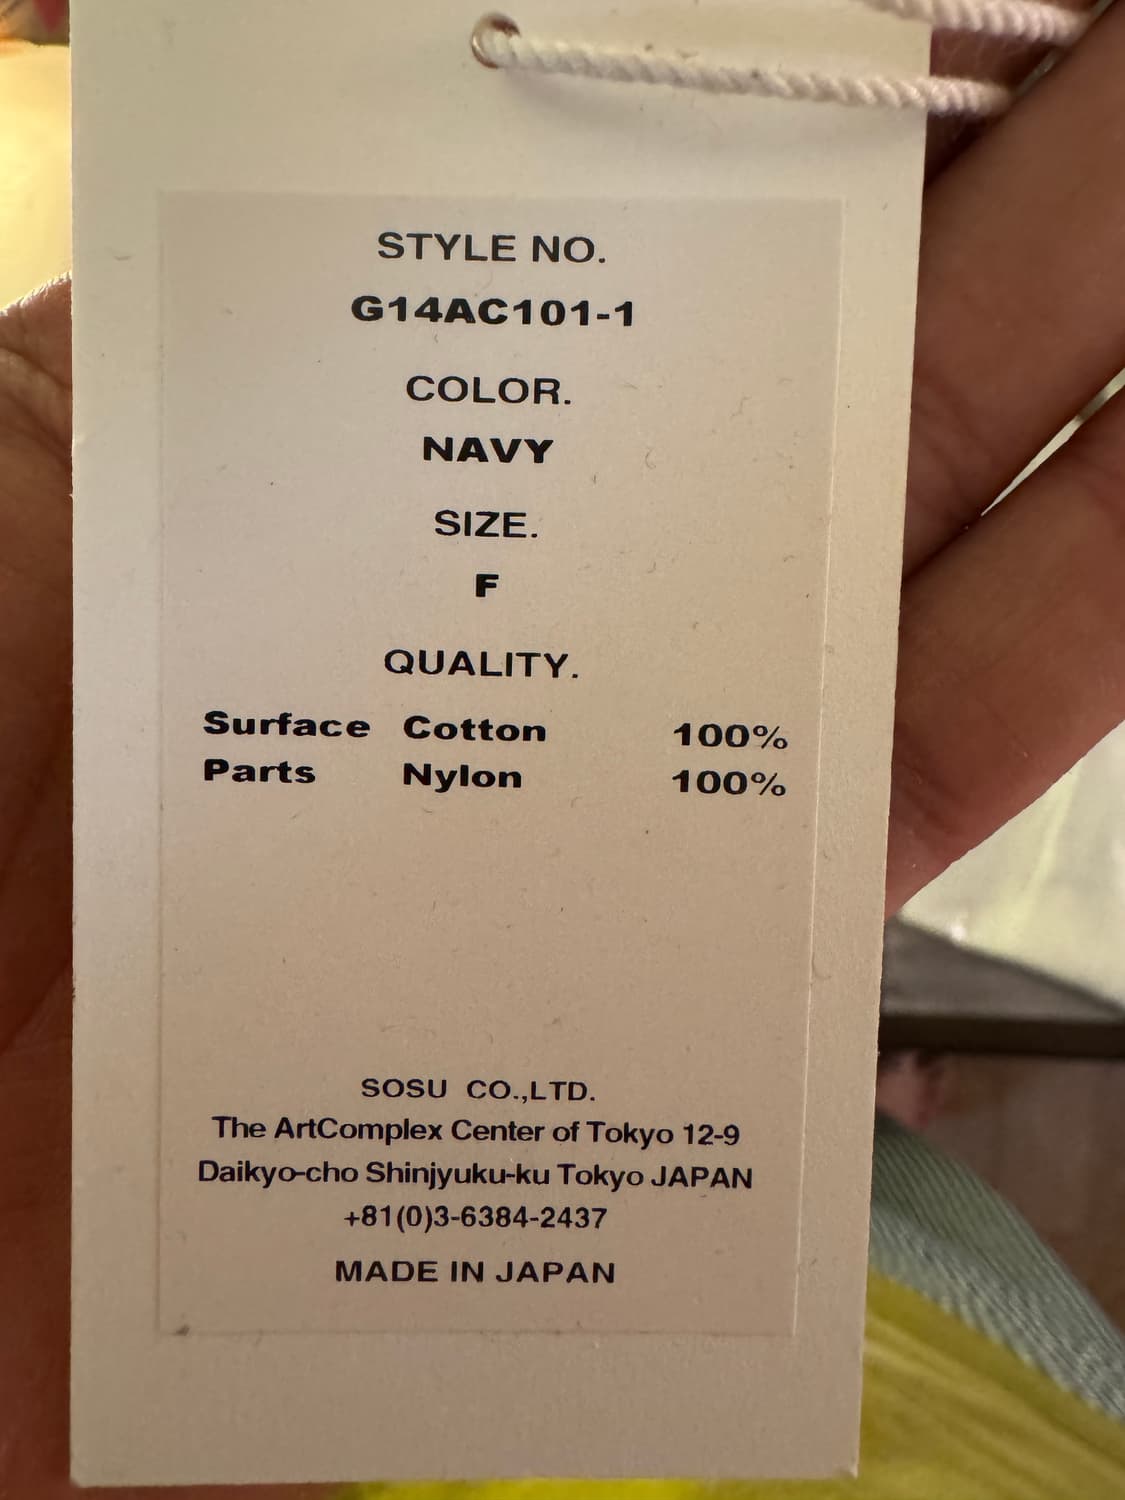 STYLE NO.
G14AC101-1
COLOR.
NAVY
SIZE.
F
QUALITY.
Surface Cotton 100%
Parts Nylon 100%
SOSU CO.,LTD.
The ArtComplex Center of Tokyo 12-9
Daikyo-cho Shinjyuku-ku Tokyo JAPAN
+81(0)3-6384-2437
MADE IN JAPAN